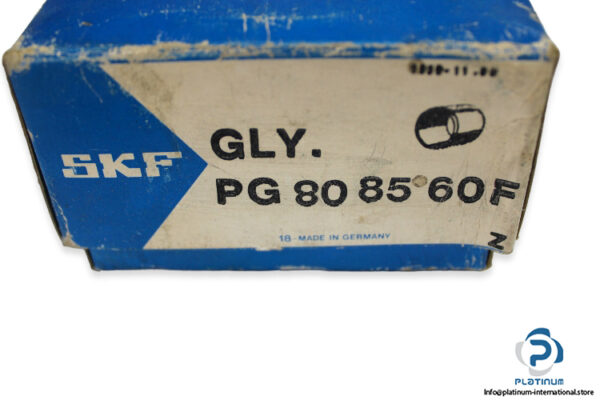 SKF
GLY.
PG 80 85 60 F
Z
18 - MADE IN GERMANY
P
PLATINUM
Info@platinum-international.store